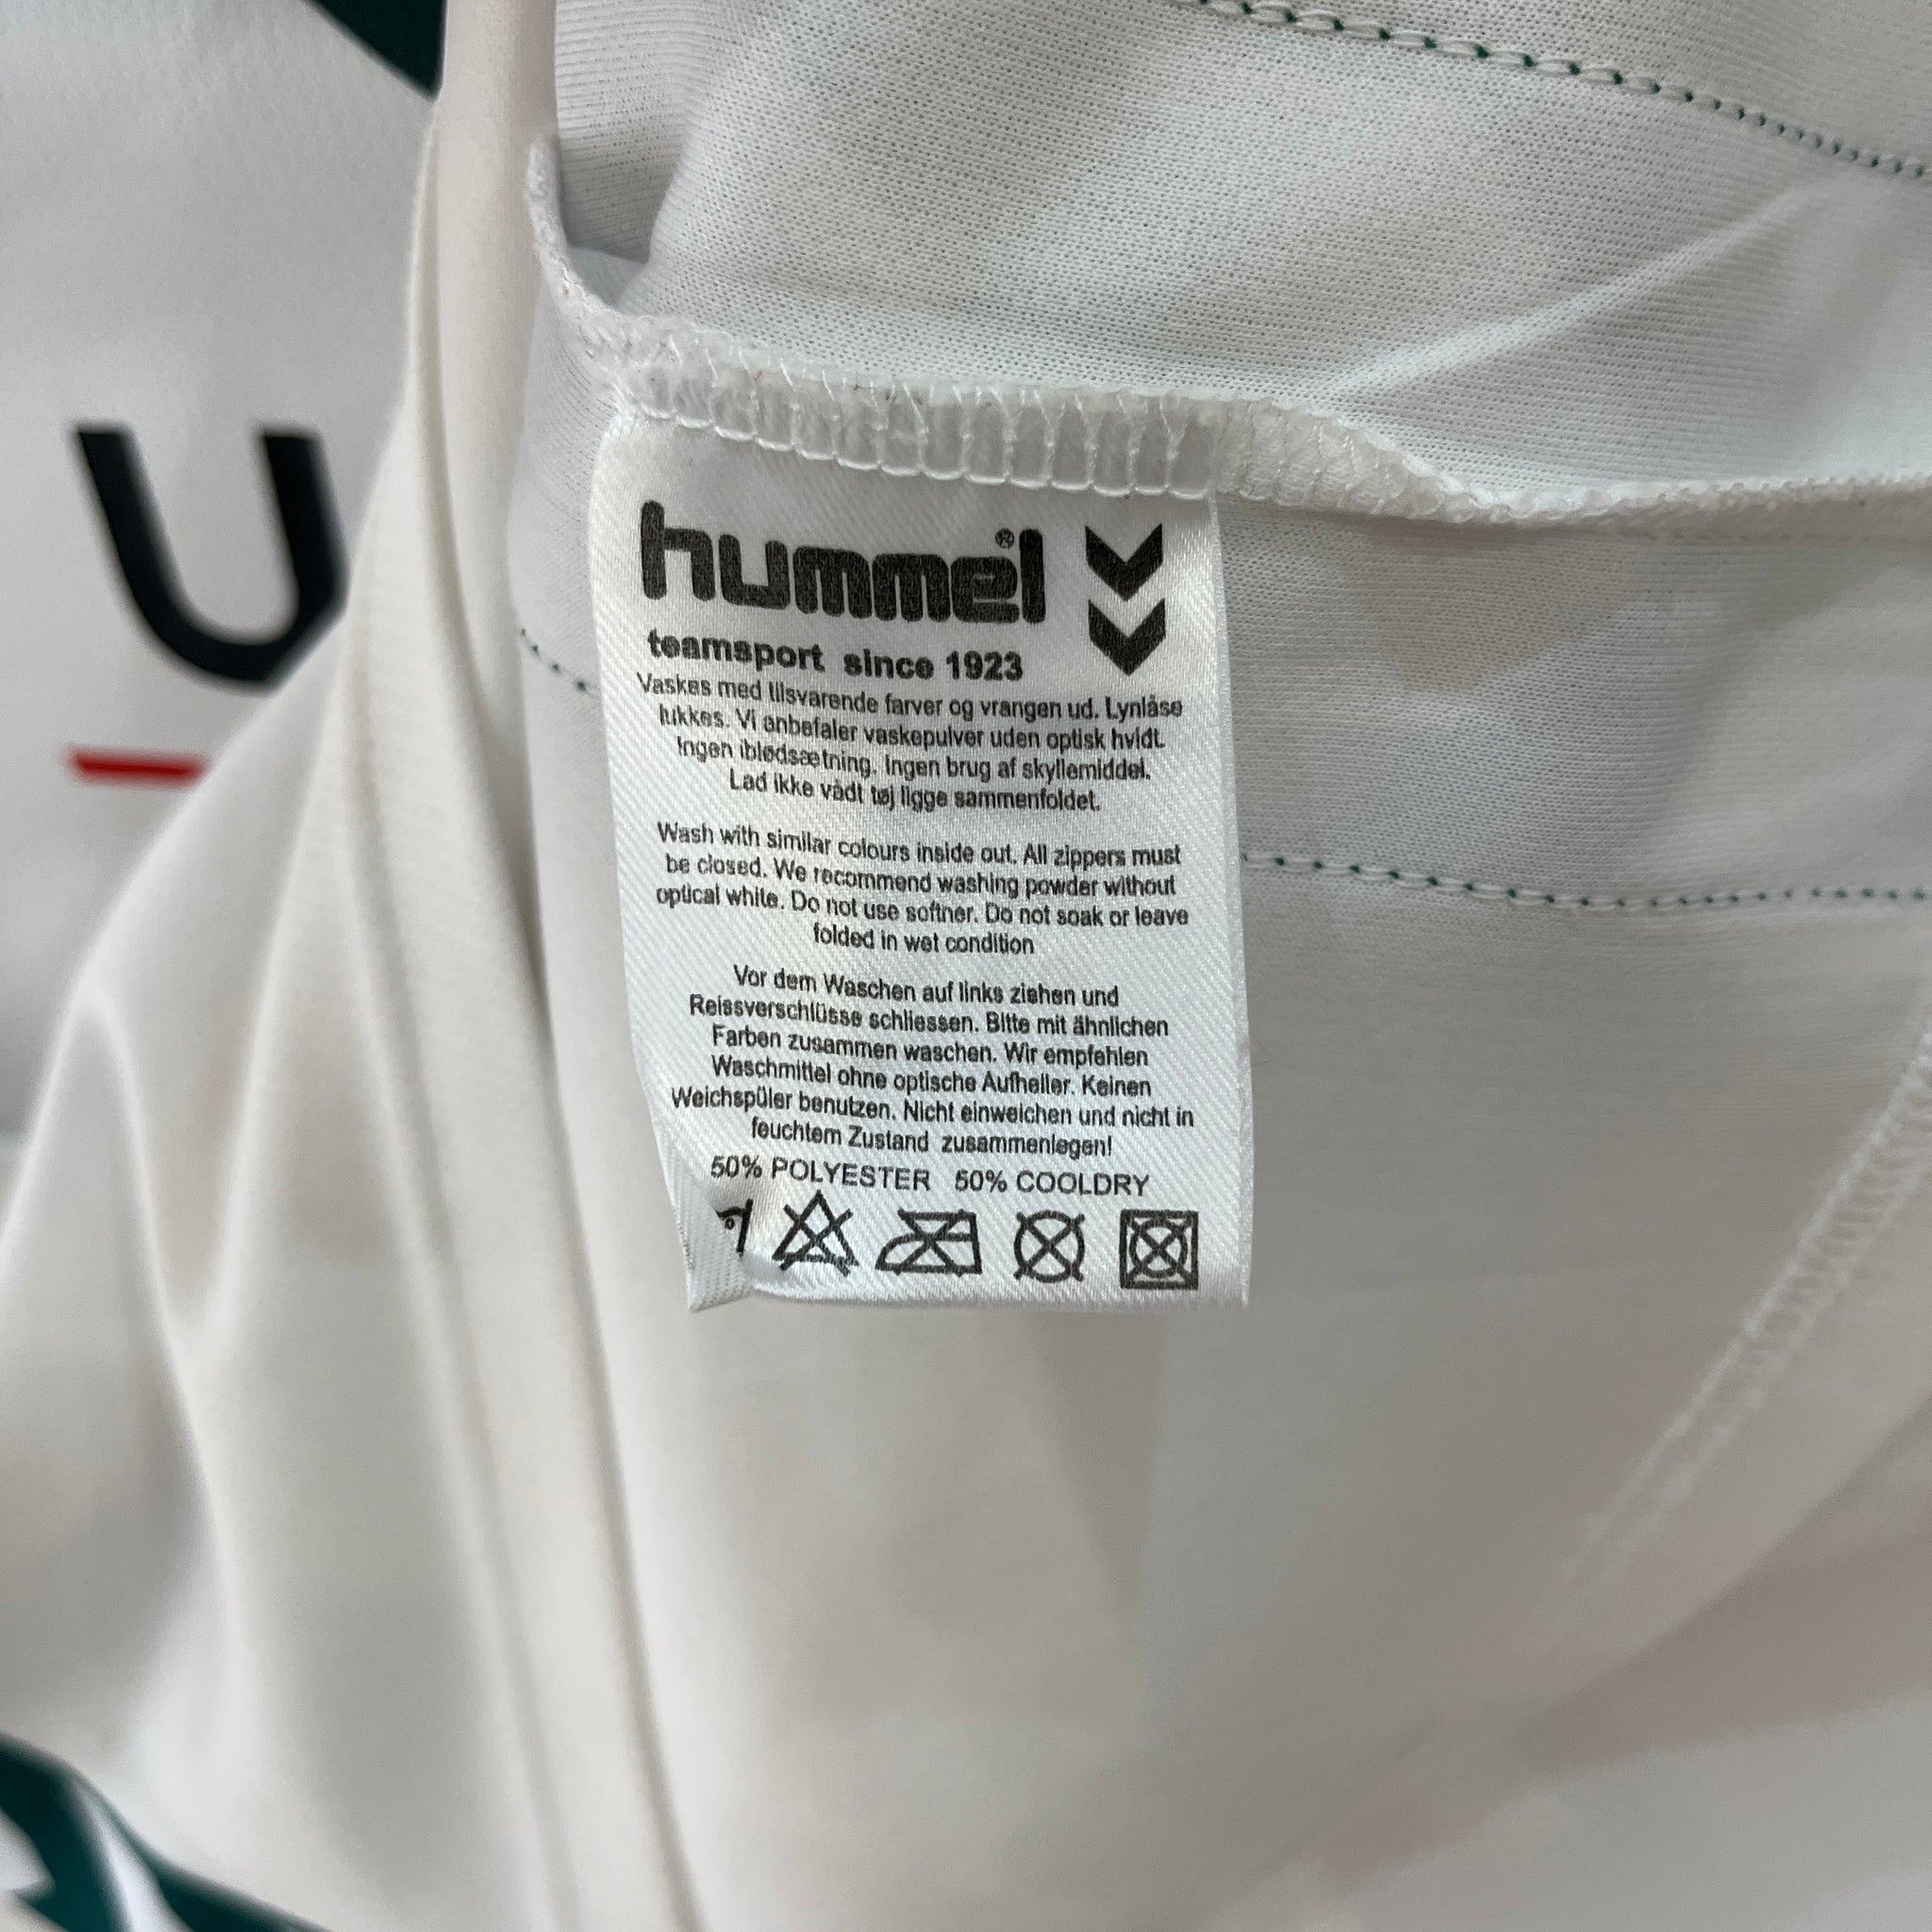 U
hummel®
teamsport since 1923
Vaskes med tilsvarende farver og vrangen ud. Lynlåse
lukkes. Vi anbefaler vaskepulver uden optisk hvidt.
Ingen iblødsætning. Ingen brug af skyllemiddel.
Lad ikke vådt tøj ligge sammenfoldet.
Wash with similar colours inside out. All zippers must
be closed. We recommend washing powder without
optical white. Do not use softner. Do not soak or leave
folded in wet condition
Vor dem Waschen auf links ziehen und
Reissverschlüsse schliessen. Bitte mit ähnlichen
Farben zusammen waschen. Wir empfehlen
Waschmittel ohne optische Aufheller. Keinen
Weichspüler benutzen. Nicht einweichen und nicht in
feuchtem Zustand zusammenlegen!
50% POLYESTER 50% COOLDRY